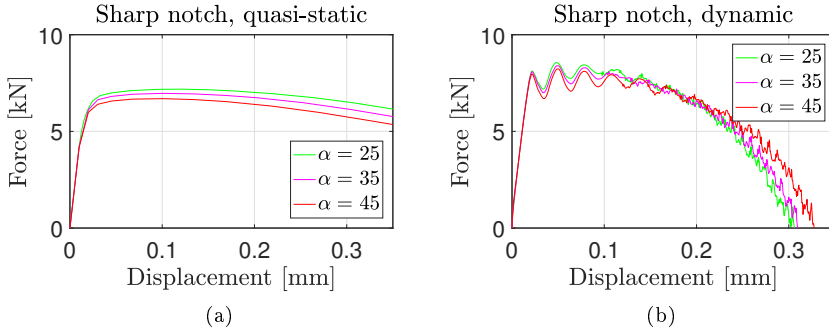 Sharp notch, quasi-static
Force [kN]
10
5
0
0
0.1
0.2
0.3
Displacement [mm]
α = 25
α = 35
α = 45
(a)
Sharp notch, dynamic
Force [kN]
10
5
0
0
0.1
0.2
0.3
Displacement [mm]
α = 25
α = 35
α = 45
(b)